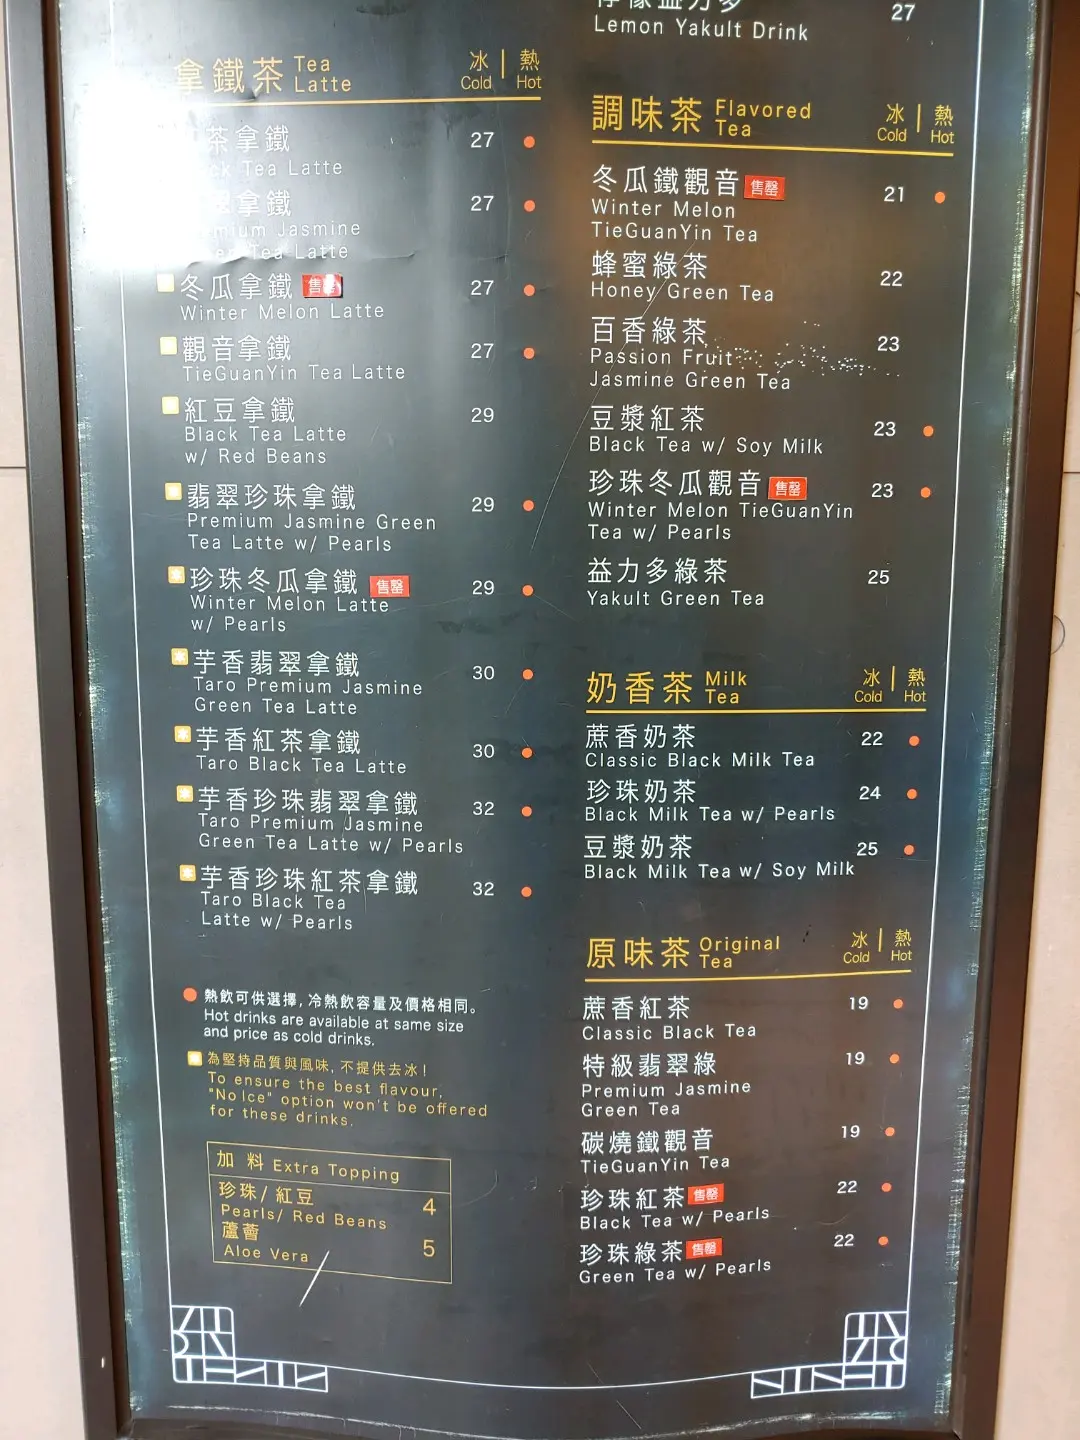 拿鐵茶 Tea Latte
冰 Cold | 熱 Hot
茶拿鐵 27
Tea Latte
拿鐵 27
Jasmine
Tea Latte
冬瓜拿鐵 售罄 27
Winter Melon Latte
觀音拿鐵 27
TieGuanYin Tea Latte
紅豆拿鐵 29
Black Tea Latte
w/ Red Beans
翡翠珍珠拿鐵 29
Premium Jasmine Green
Tea Latte w/ Pearls
珍珠冬瓜拿鐵 售罄 29
Winter Melon Latte
w/ Pearls
芋香翡翠拿鐵 30
Taro Premium Jasmine
Green Tea Latte
芋香紅茶拿鐵 30
Taro Black Tea Latte
芋香珍珠翡翠拿鐵 32
Taro Premium Jasmine
Green Tea Latte w/ Pearls
芋香珍珠紅茶拿鐵 32
Taro Black Tea
Latte w/ Pearls
熱飲可供選擇, 冷熱飲容量及價格相同。
Hot drinks are available at same size
and price as cold drinks.
為堅持品質與風味, 不提供去冰!
To ensure the best flavour,
"No Ice" option won't be offered
for these drinks.
加料 Extra Topping
珍珠/ 紅豆 4
Pearls/ Red Beans
蘆薈 5
Aloe Vera
27
Lemon Yakult Drink
調味茶 Flavored Tea
冰 Cold | 熱 Hot
冬瓜鐵觀音 售罄 21
Winter Melon
TieGuanYin Tea
蜂蜜綠茶 22
Honey Green Tea
百香綠茶 23
Passion Fruit
Jasmine Green Tea
豆漿紅茶 23
Black Tea w/ Soy Milk
珍珠冬瓜觀音 售罄 23
Winter Melon TieGuanYin
Tea w/ Pearls
益力多綠茶 25
Yakult Green Tea
奶香茶 Milk Tea
冰 Cold | 熱 Hot
蔗香奶茶 22
Classic Black Milk Tea
珍珠奶茶 24
Black Milk Tea w/ Pearls
豆漿奶茶 25
Black Milk Tea w/ Soy Milk
原味茶 Original Tea
冰 Cold | 熱 Hot
蔗香紅茶 19
Classic Black Tea
特級翡翠綠 19
Premium Jasmine
Green Tea
碳燒鐵觀音 19
TieGuanYin Tea
珍珠紅茶 售罄 22
Black Tea w/ Pearls
珍珠綠茶 售罄 22
Green Tea w/ Pearls